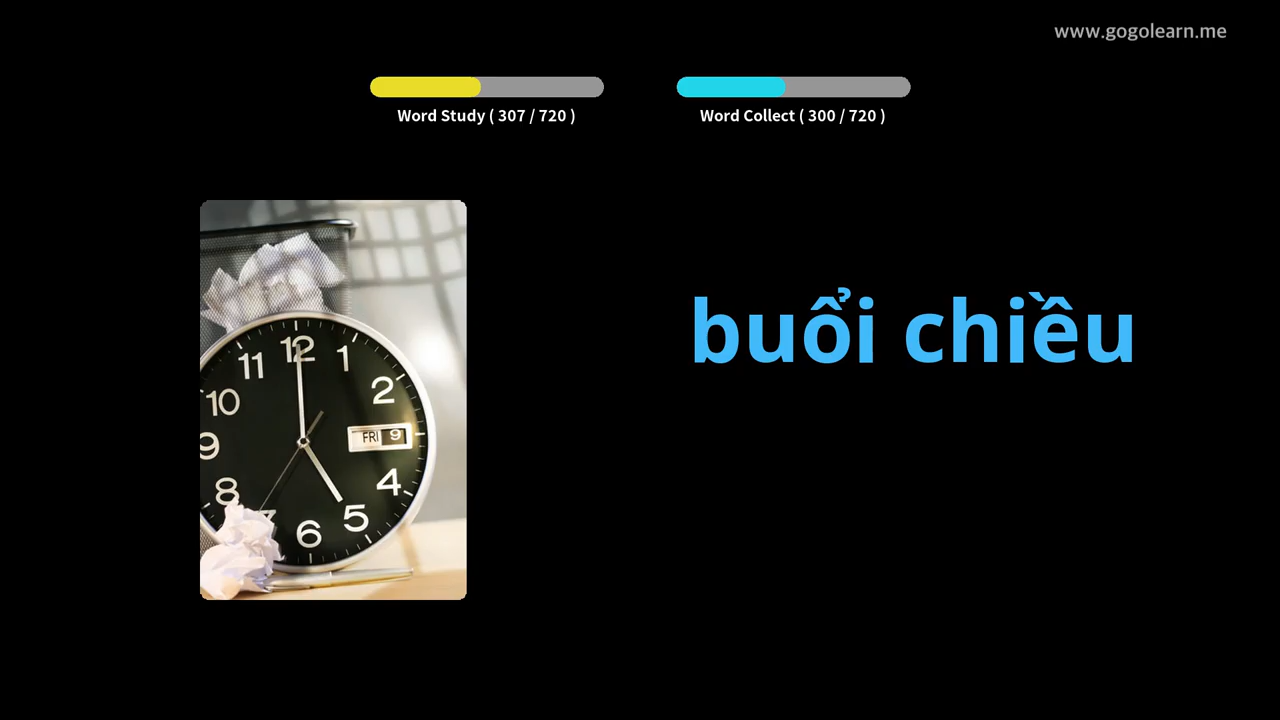 www.gogolearn.me
Word Study ( 307 / 720 )
Word Collect ( 300 / 720 )
buổi chiều
12
11
1
10
2
FRI 9
9
8
4
7
5
6